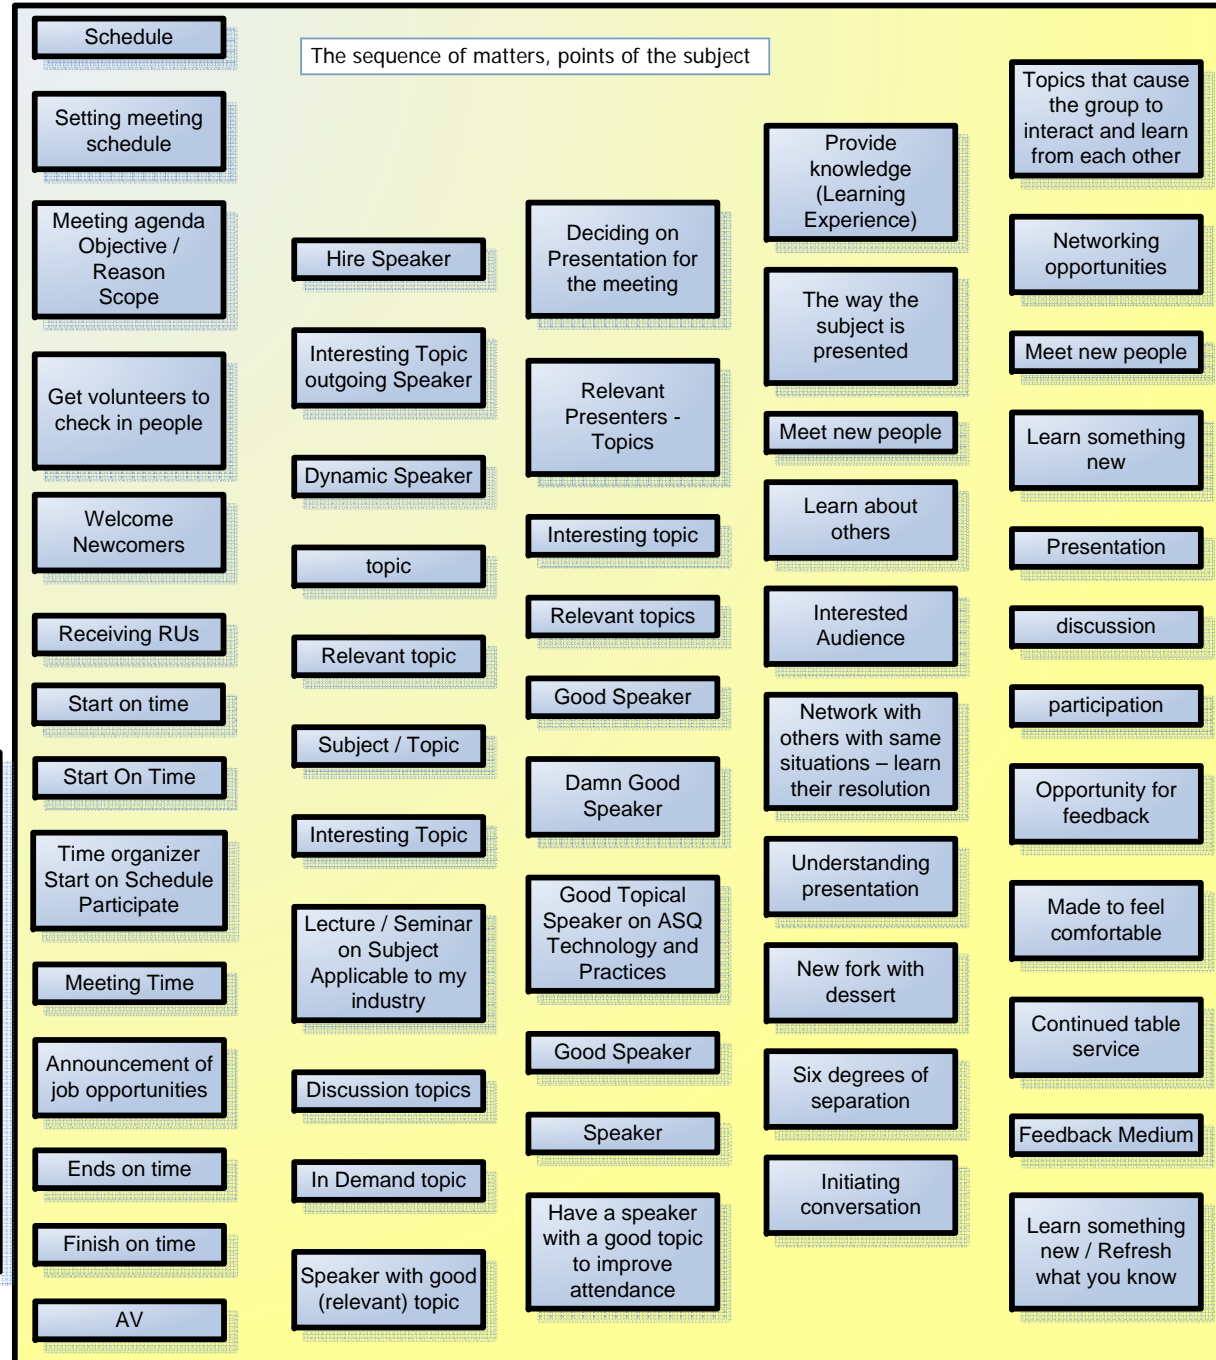 Schedule
Setting meeting
schedule
Meeting agenda
Objective /
Reason
Scope
Get volunteers to
check in people
Welcome
Newcomers
Receiving RUs
Start on time
Start On Time
Time organizer
Start on Schedule
Participate
Meeting Time
Announcement of
job opportunities
Ends on time
Finish on time
AV
The sequence of matters, points of the subject
Hire Speaker
Interesting Topic
outgoing Speaker
Dynamic Speaker
topic
Relevant topic
Subject / Topic
Interesting Topic
Lecture / Seminar
on Subject
Applicable to my
industry
Discussion topics
In Demand topic
Speaker with good
(relevant) topic
Deciding on
Presentation for
the meeting
Relevant
Presenters -
Topics
Interesting topic
Relevant topics
Good Speaker
Damn Good
Speaker
Good Topical
Speaker on ASQ
Technology and
Practices
Good Speaker
Speaker
Have a speaker
with a good topic
to improve
attendance
Provide
knowledge
(Learning
Experience)
The way the
subject is
presented
Meet new people
Learn about
others
Interested
Audience
Network with
others with same
situations – learn
their resolution
Understanding
presentation
New fork with
dessert
Six degrees of
separation
Initiating
conversation
Topics that cause
the group to
interact and learn
from each other
Networking
opportunities
Meet new people
Learn something
new
Presentation
discussion
participation
Opportunity for
feedback
Made to feel
comfortable
Continued table
service
Feedback Medium
Learn something
new / Refresh
what you know